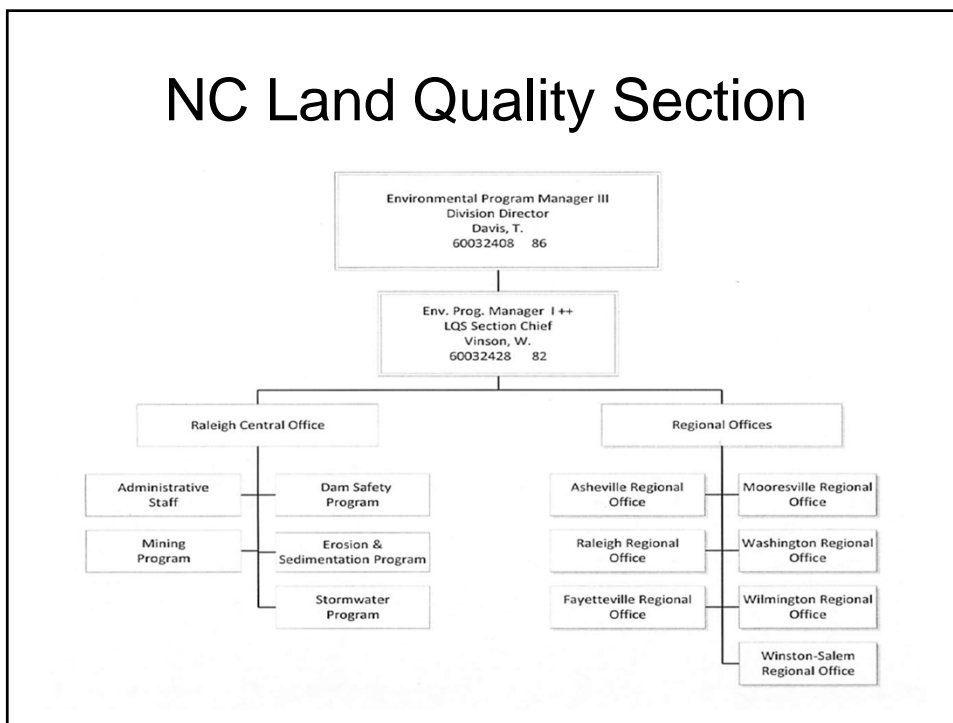 NC Land Quality Section
Environmental Program Manager III
Division Director
Davis, T.
60032408 86
Env. Prog. Manager I ++
LQS Section Chief
Vinson, W.
60032428 82
Raleigh Central Office
Regional Offices
Administrative
Staff
Dam Safety
Program
Mining
Program
Erosion &
Sedimentation Program
Stormwater
Program
Asheville Regional
Office
Mooresville Regional
Office
Raleigh Regional
Office
Washington Regional
Office
Fayetteville Regional
Office
Wilmington Regional
Office
Winston-Salem
Regional Office